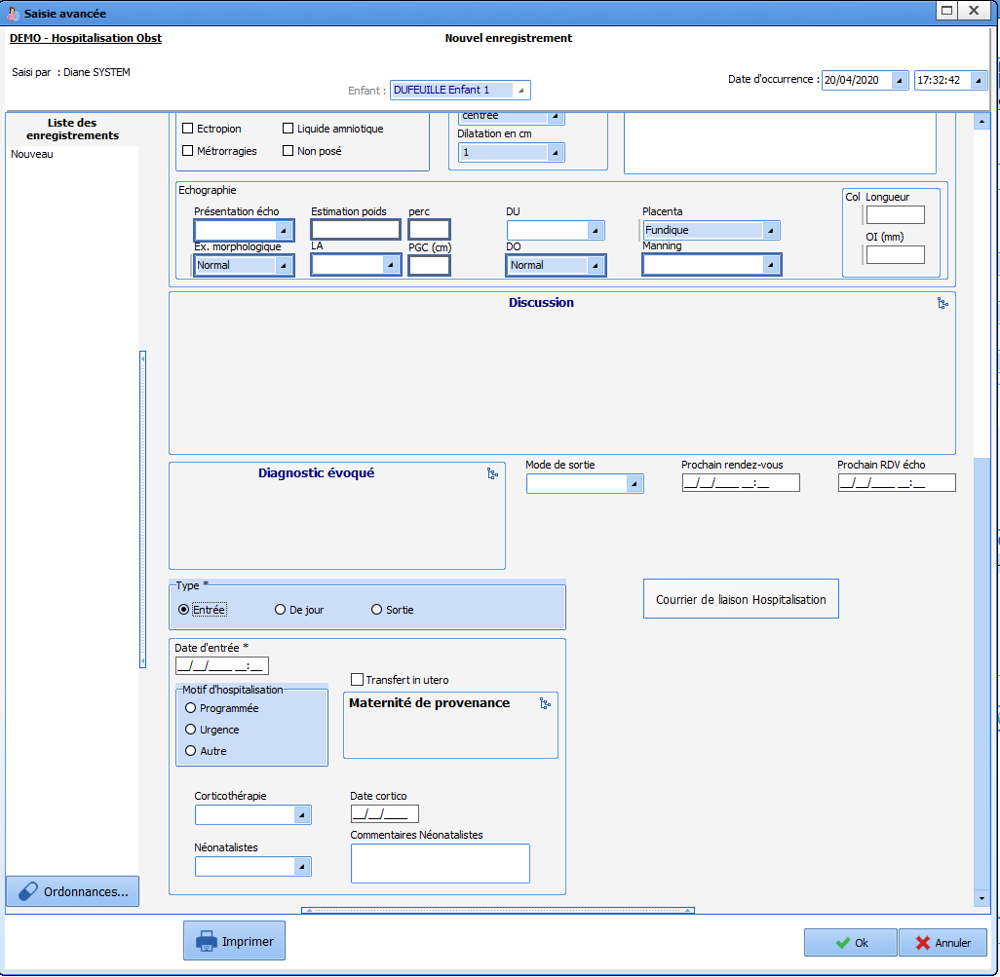 Saisie avancée
DEMO - Hospitalisation Obst
Nouvel enregistrement
Saisi par : Diane SYSTEM
Enfant : DUFEUILLE Enfant 1
Date d'occurrence : 20/04/2020 17:32:42
Liste des
enregistrements
Nouveau
centrée
Ectropion Liquide amniotique
Dilatation en cm
Métrorragies Non posé
1
Echographie
Col Longueur
Présentation écho Estimation poids perc DU Placenta
Fundique
OI (mm)
Ex. morphologique LA PGC (cm) DO Manning
Normal Normal
Discussion
Diagnostic évoqué
Mode de sortie Prochain rendez-vous Prochain RDV écho
__/__/____ __:__ __/__/____ __:__
Type *
Entrée De jour Sortie
Courrier de liaison Hospitalisation
Date d'entrée *
__/__/____ __:__
Transfert in utero
Motif d'hospitalisation
Maternité de provenance
Programmée
Urgence
Autre
Corticothérapie Date cortico
__/__/____
Commentaires Néonatalistes
Néonatalistes
Ordonnances...
Imprimer
Ok Annuler